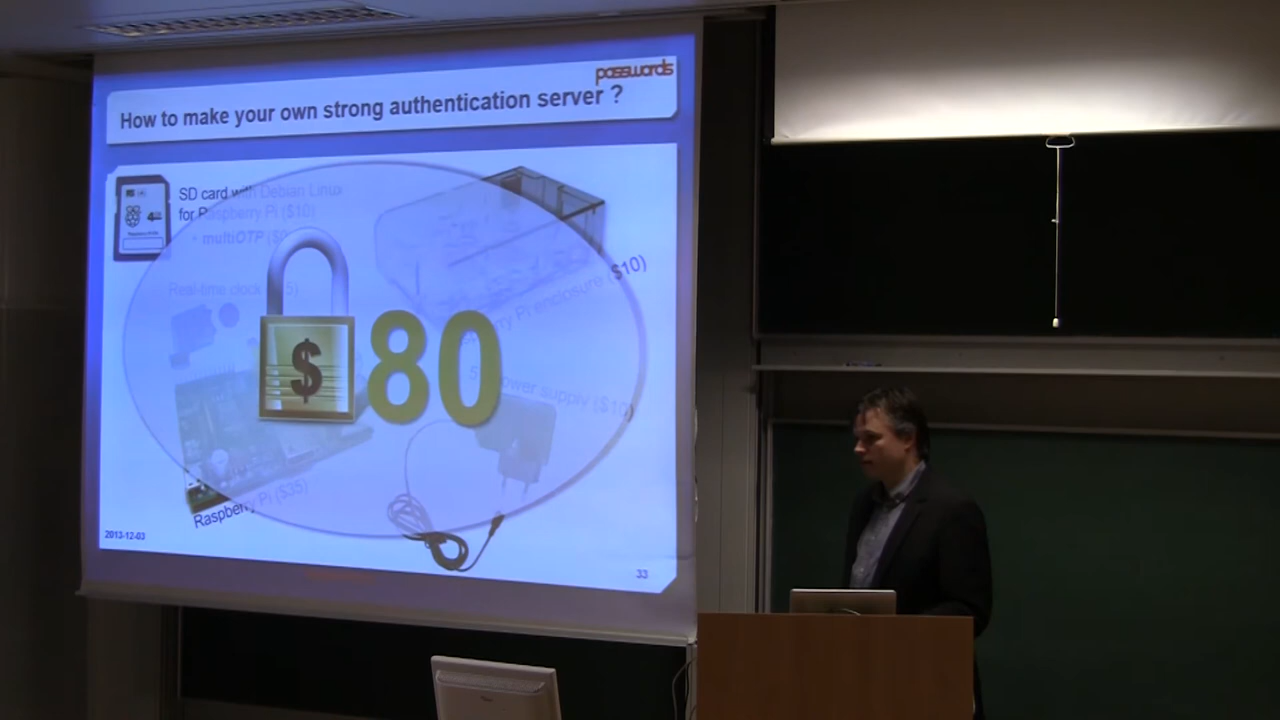 passwords
How to make your own strong authentication server ?
SD card with Debian Linux
for Raspberry Pi ($10)
• multiOTP ($0)
Real-time clock
($10)
Pi enclosure
$80
power supply ($10)
Raspberry Pi ($35)
2013-12-03
33